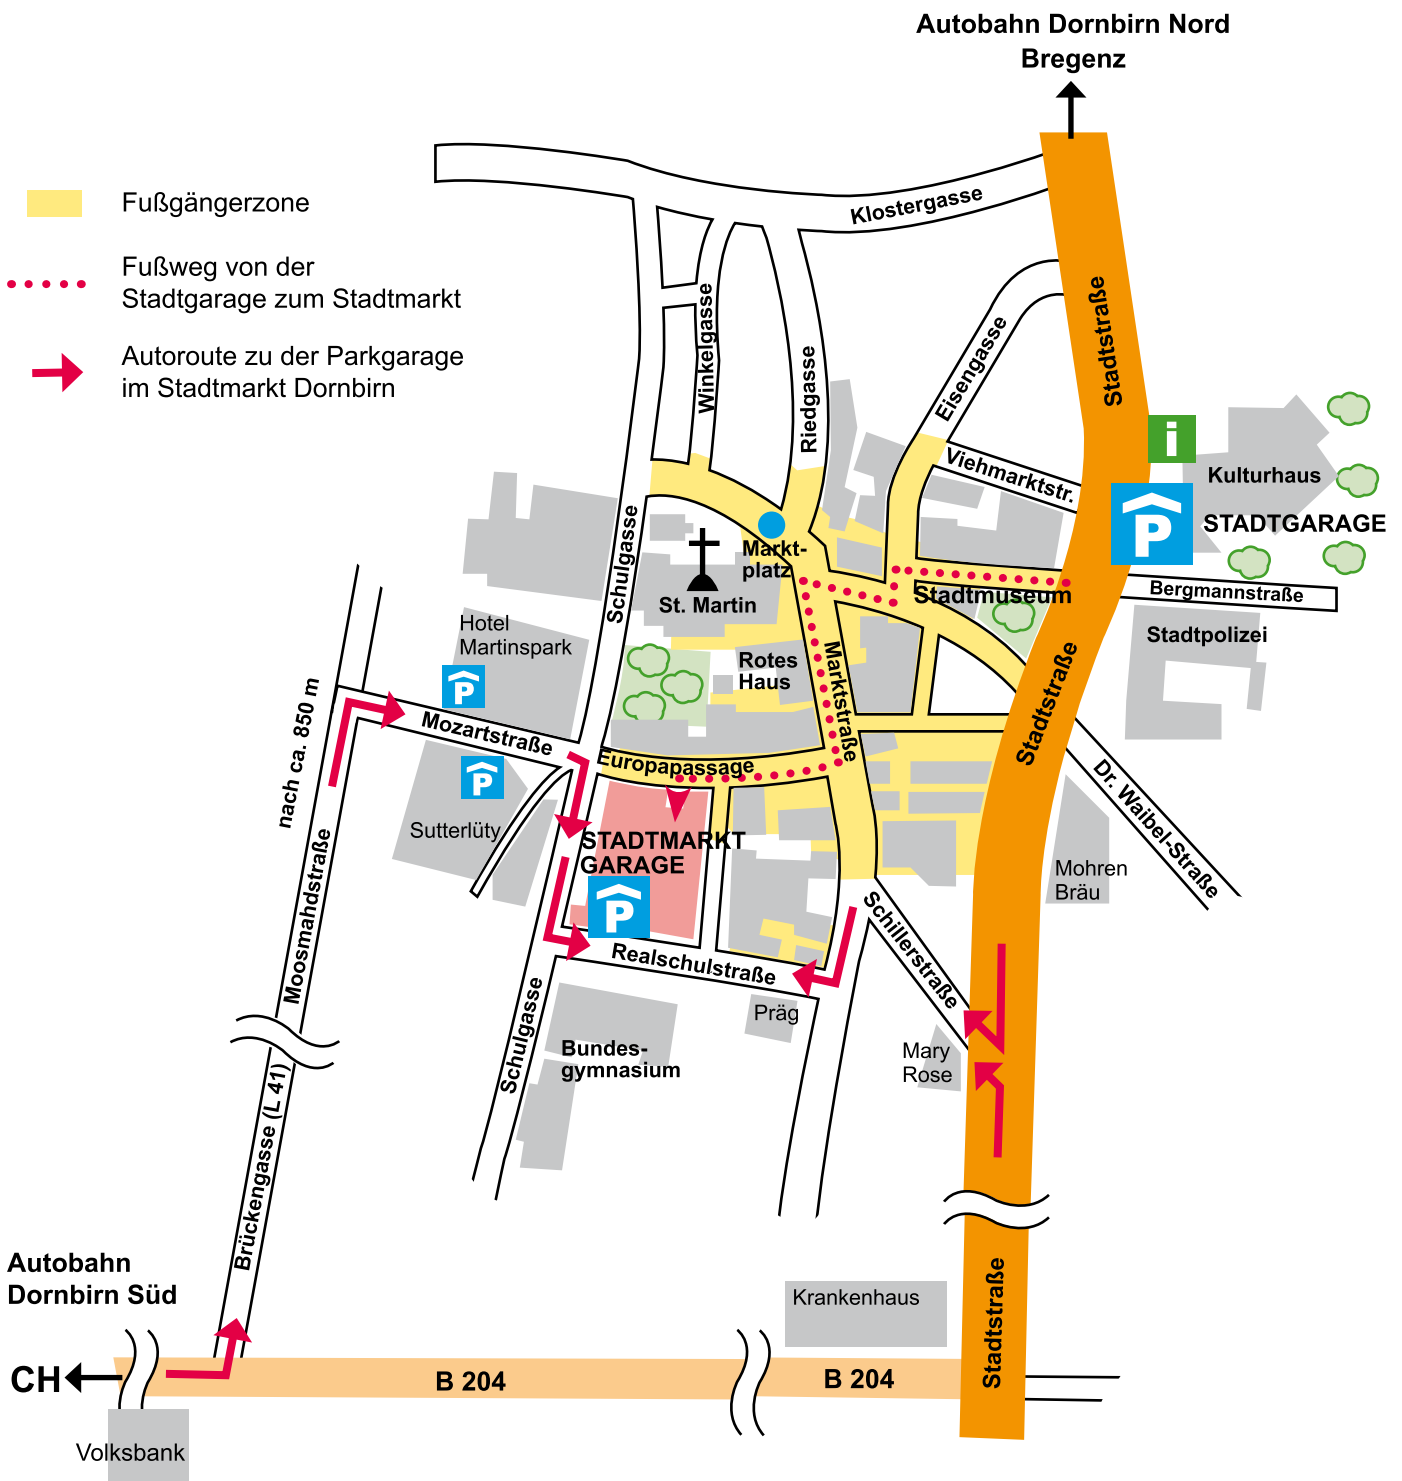 Autobahn Dornbirn Nord
Bregenz
Fußgängerzone
Fußweg von der
Stadtgarage zum Stadtmarkt
Autoroute zu der Parkgarage
im Stadtmarkt Dornbirn
Klostergasse
Winkelgasse
Riedgasse
Eisengasse
Stadtstraße
Viehmarktstr.
i
Kulturhaus
P
STADTGARAGE
Schulgasse
Markt-
platz
St. Martin
Stadtmuseum
Bergmannstraße
Stadtpolizei
Hotel
Martinspark
P
Rotes
Haus
Marktstraße
Stadtstraße
nach ca. 850 m
Mozartstraße
P
Europapassage
Sutterlüty
STADTMARKT
GARAGE
P
Dr. Waibel-Straße
Mohren
Bräu
Moosmahdstraße
Schillerstraße
Realschulstraße
Präg
Schulgasse
Bundes-
gymnasium
Mary
Rose
Brückengasse (L 41)
Autobahn
Dornbirn Süd
Krankenhaus
Stadtstraße
CH
B 204
B 204
Volksbank